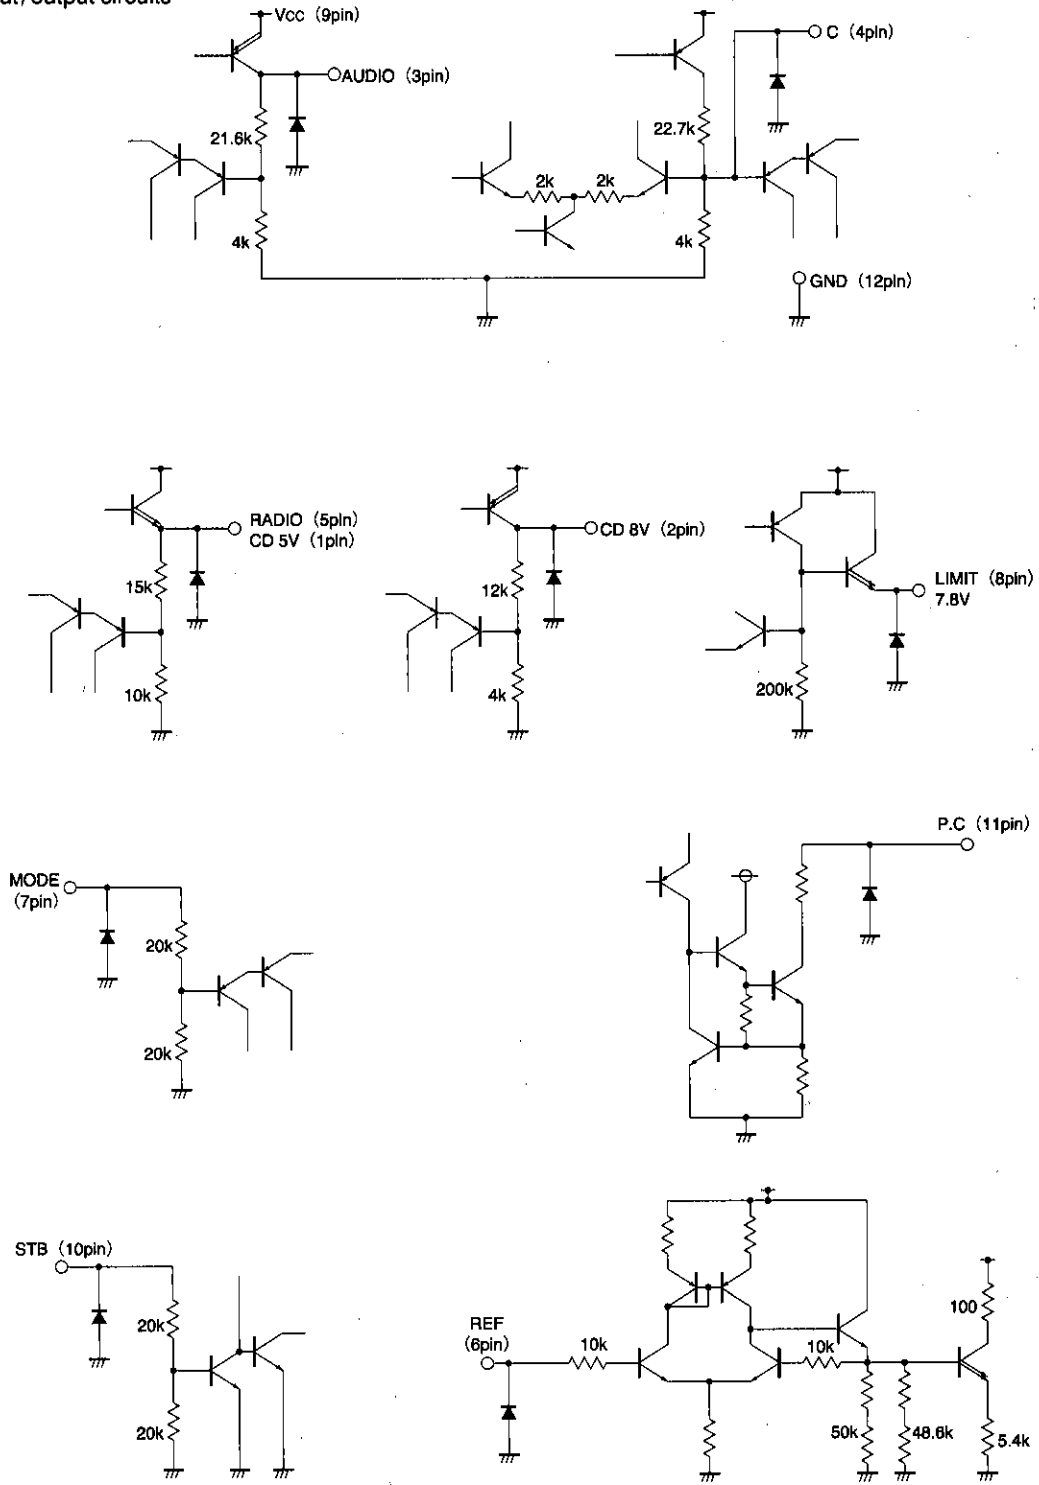 output circuits
Vcc (9pin)
AUDIO (3pin)
21.6k
4k
C (4pin)
22.7k
2k 2k
4k
GND (12pin)
RADIO (5pin)
CD 5V (1pin)
15k
10k
CD 8V (2pin)
12k
4k
LIMIT (8pin)
7.8V
200k
MODE
(7pin)
20k
20k
P.C (11pin)
STB (10pin)
20k
20k
REF
(6pin)
10k
10k
100
50k
48.6k
5.4k